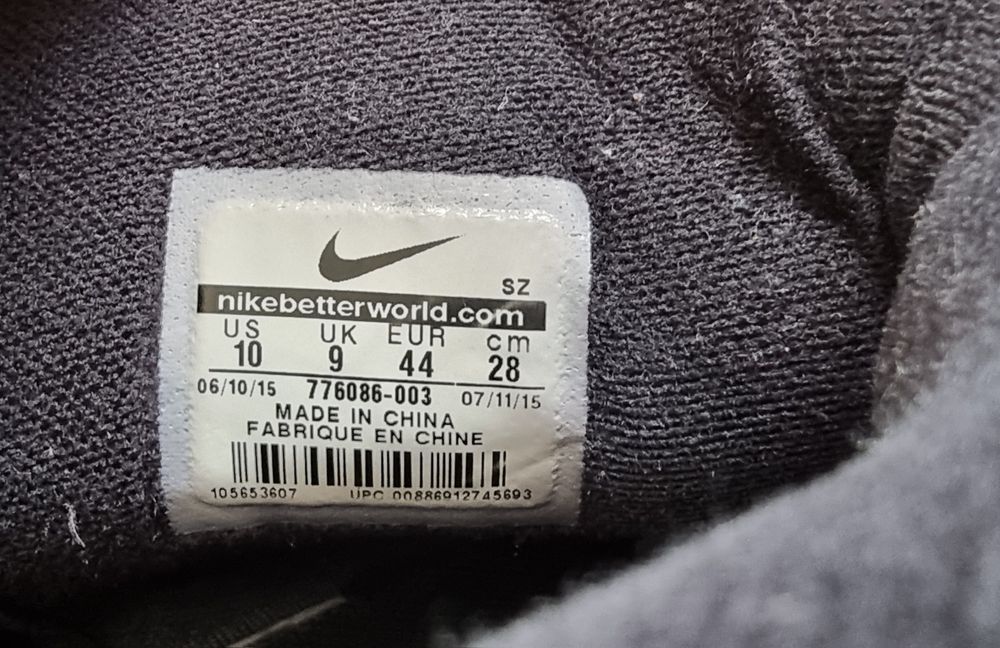 SZ
nikebetterworld.com
US UK EUR cm
10 9 44 28
06/10/15 776086-003 07/11/15
MADE IN CHINA
FABRIQUE EN CHINE
105653607 UPC 00886912745693